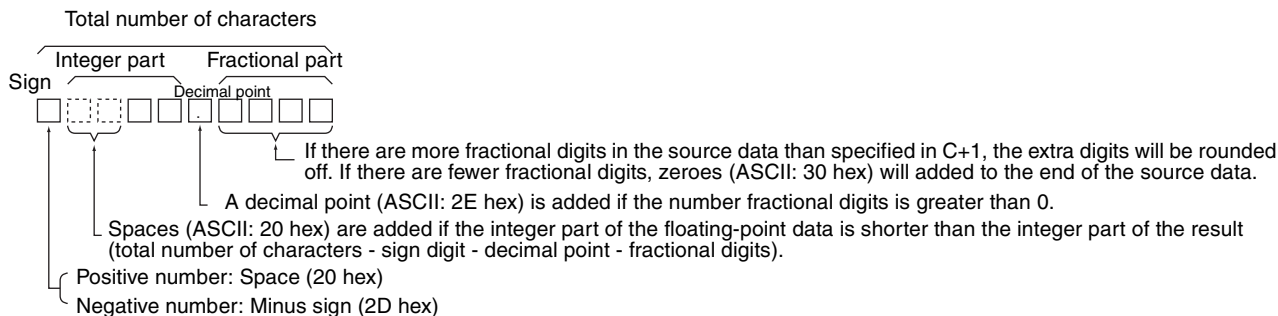 Total number of characters
Integer part Fractional part
Sign
Decimal point
.
If there are more fractional digits in the source data than specified in C+1, the extra digits will be rounded
off. If there are fewer fractional digits, zeroes (ASCII: 30 hex) will added to the end of the source data.
A decimal point (ASCII: 2E hex) is added if the number fractional digits is greater than 0.
Spaces (ASCII: 20 hex) are added if the integer part of the floating-point data is shorter than the integer part of the result
(total number of characters - sign digit - decimal point - fractional digits).
Positive number: Space (20 hex)
Negative number: Minus sign (2D hex)